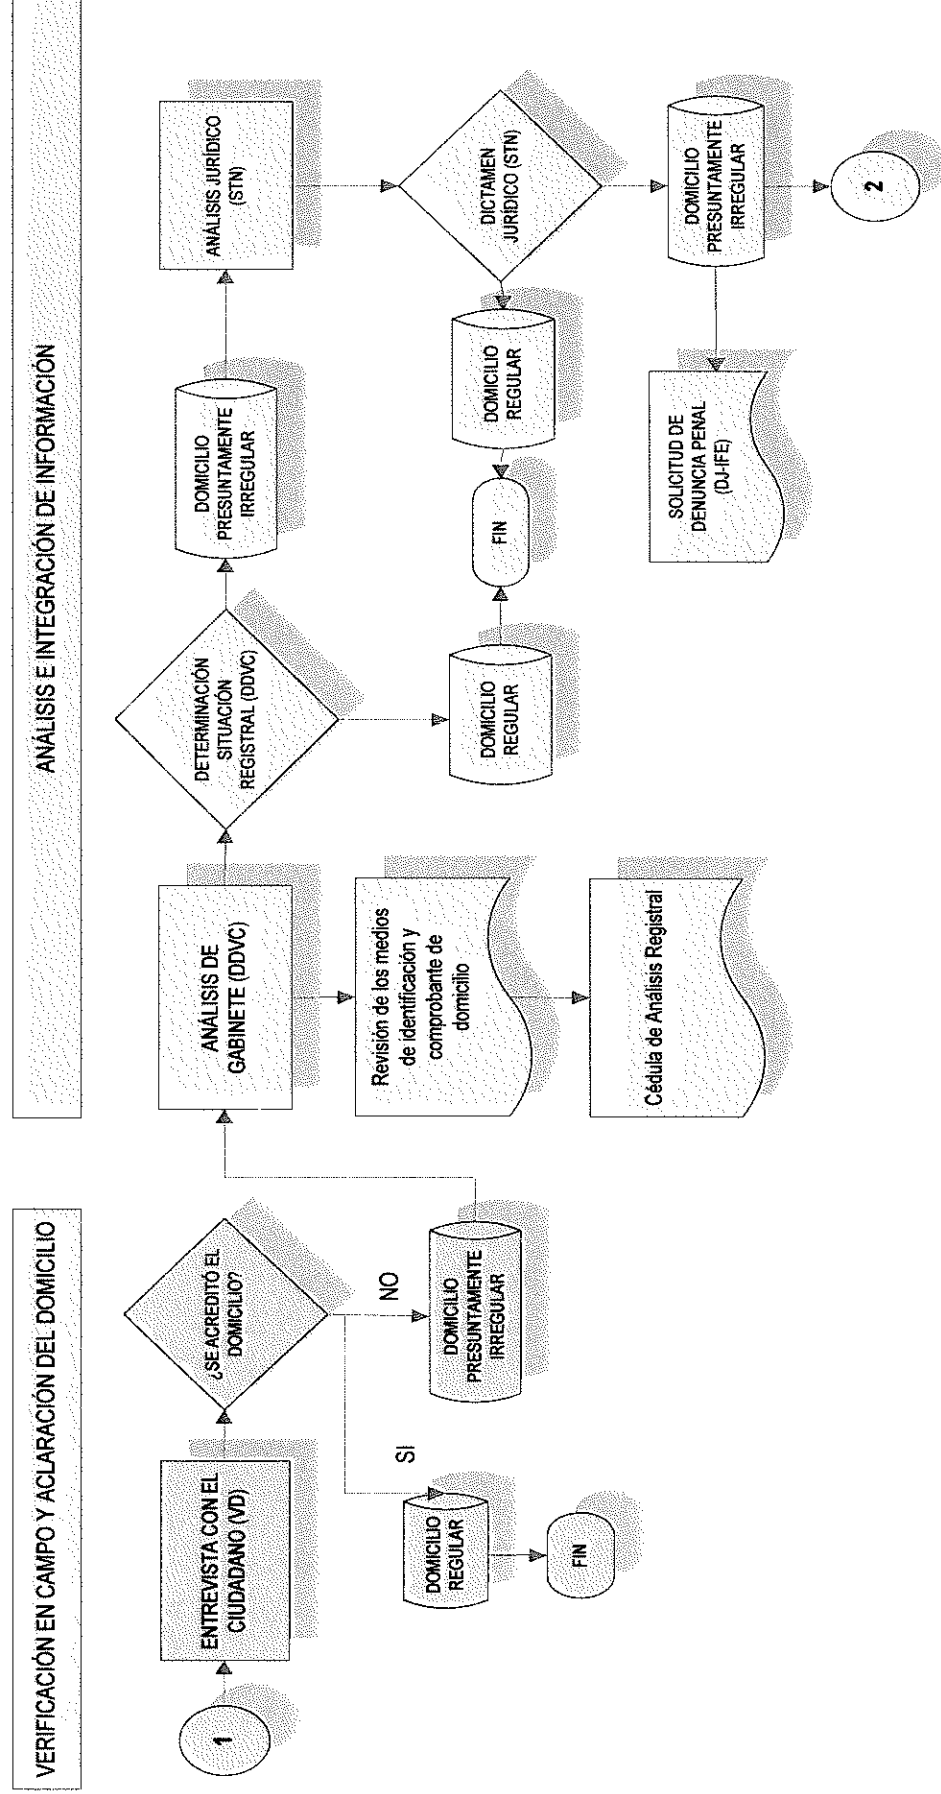 VERIFICACIÓN EN CAMPO Y ACLARACIÓN DEL DOMICILIO
1
ENTREVISTA CON EL
CIUDADANO (VD)
¿SE ACREDITÓ EL
DOMICILIO?
SI
DOMICILIO
REGULAR
FIN
NO
DOMICILIO
PRESUNTAMENTE
IRREGULAR
ANÁLISIS E INTEGRACIÓN DE INFORMACIÓN
ANÁLISIS DE
GABINETE (DDVC)
Revisión de los medios
de identificación y
comprobante de
domicilio
Cédula de Análisis Registral
DETERMINACIÓN
SITUACIÓN
REGISTRAL (DDVC)
DOMICILIO
REGULAR
FIN
DOMICILIO
PRESUNTAMENTE
IRREGULAR
ANÁLISIS JURÍDICO
(STN)
DICTAMEN
JURÍDICO (STN)
DOMICILIO
REGULAR
DOMICILIO
PRESUNTAMENTE
IRREGULAR
SOLICITUD DE
DENUNCIA PENAL
(DJ-IFE)
2